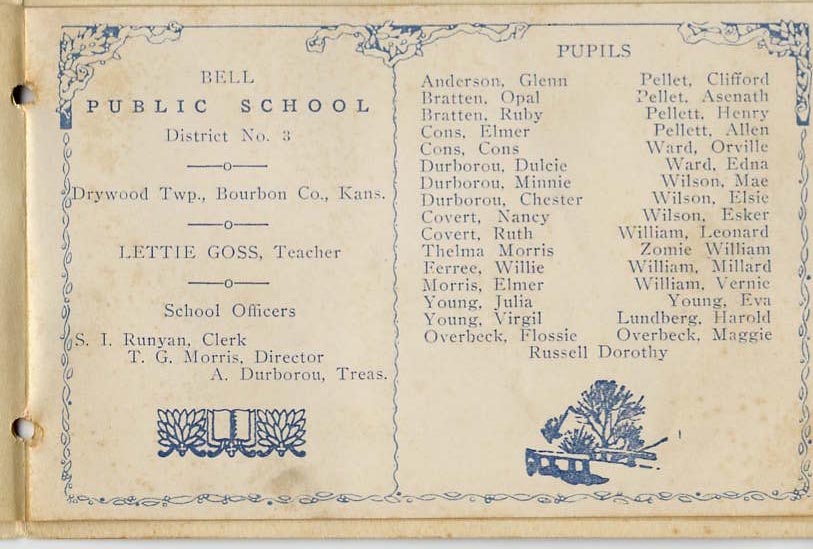 BELL
PUBLIC SCHOOL
District No. 3
Drywood Twp., Bourbon Co., Kans.
LETTIE GOSS, Teacher
School Officers
S. I. Runyan, Clerk
T. G. Morris, Director
A. Durborou, Treas.
PUPILS
Anderson, Glenn
Bratten, Opal
Bratten, Ruby
Cons, Elmer
Cons, Cons
Durborou, Dulcie
Durborou, Minnie
Durborou, Chester
Covert, Nancy
Covert, Ruth
Thelma Morris
Ferree, Willie
Morris, Elmer
Young, Julia
Young, Virgil
Overbeck, Flossie
Pellet, Clifford
Pellet, Asenath
Pellett, Henry
Pellett, Allen
Ward, Orville
Ward, Edna
Wilson, Mae
Wilson, Elsie
Wilson, Esker
William, Leonard
Zomie William
William, Millard
William, Vernie
Young, Eva
Lundberg, Harold
Overbeck, Maggie
Russell Dorothy